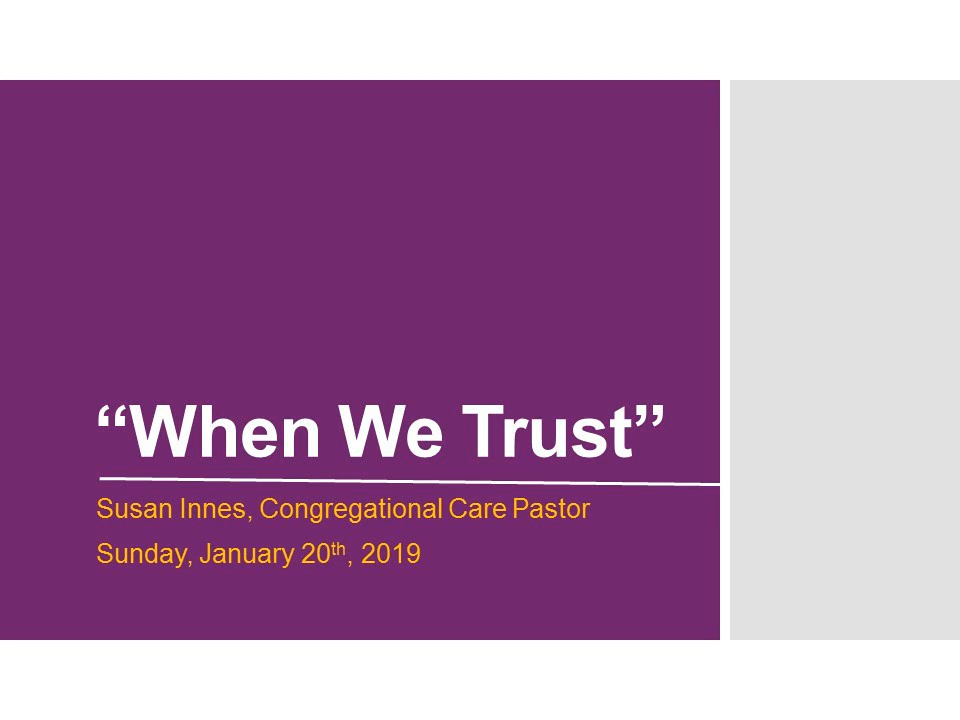 “When We Trust”
Susan Innes, Congregational Care Pastor
Sunday, January 20th, 2019